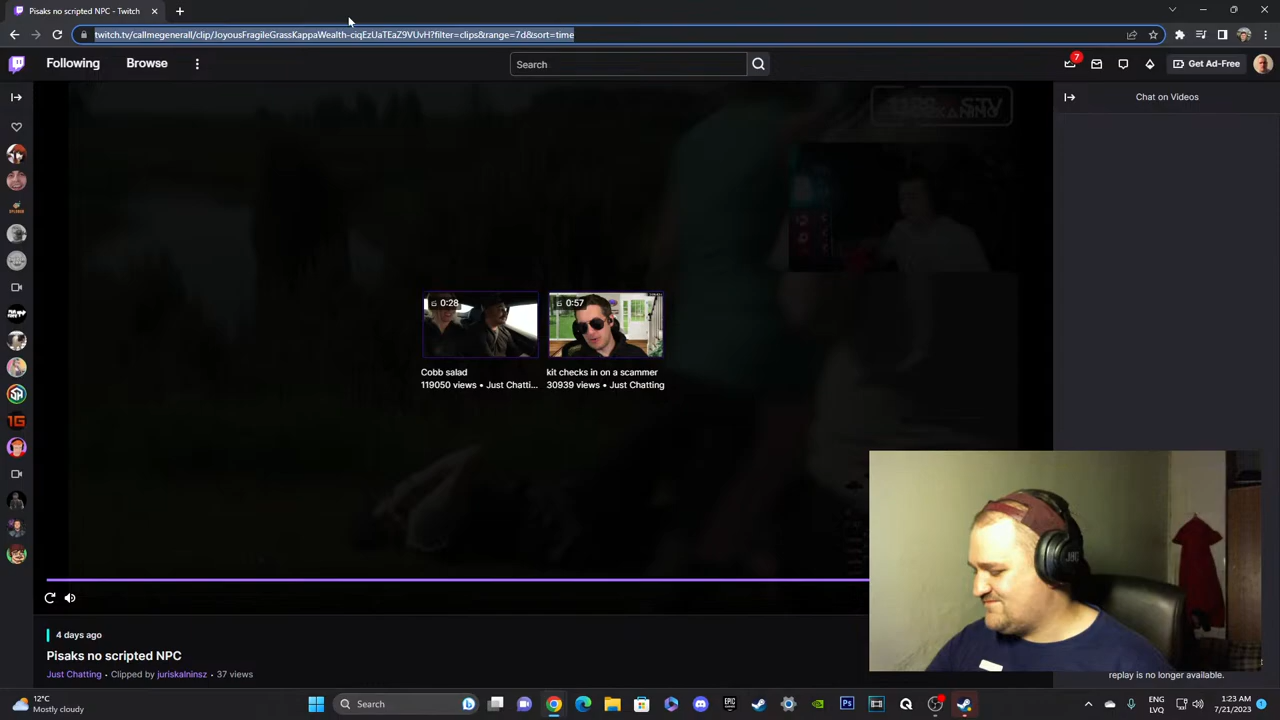 Pisaks no scripted NPC - Twitch
twitch.tv/callmegenerall/clip/JoyousFragileGrassKappaWealth-ciqEzUaTEaZ9VUvH?filter=clips&range=7d&sort=time
Following Browse Search 7 Get Ad-Free
Chat on Videos
0:28 0:57
Cobb salad kit checks in on a scammer
119050 views • Just Chatti... 30939 views • Just Chatting
4 days ago
Pisaks no scripted NPC
Just Chatting • Clipped by juriskalninsz • 37 views
replay is no longer available.
12°C
Mostly cloudy
Search
ENG
LVQ
1:23 AM
7/21/2023